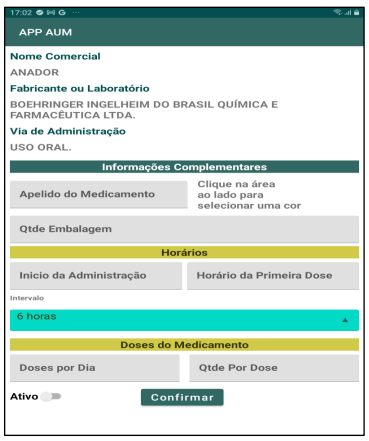 17:02 G ...
APP AUM
Nome Comercial
ANADOR
Fabricante ou Laboratório
BOEHRINGER INGELHEIM DO BRASIL QUÍMICA E
FARMACÊUTICA LTDA.
Via de Administração
USO ORAL.
Informações Complementares
Apelido do Medicamento
Clique na área
ao lado para
selecionar uma cor
Qtde Embalagem
Horários
Inicio da Administração Horário da Primeira Dose
Intervalo
6 horas
Doses do Medicamento
Doses por Dia Qtde Por Dose
Ativo Confirmar